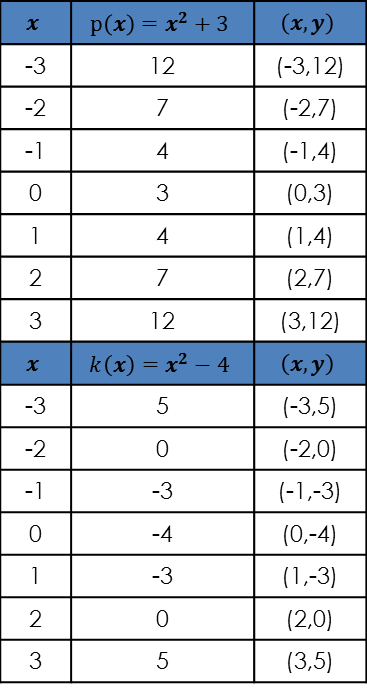 x p(x) = x² + 3 (x,y)
-3 12 (-3,12)
-2 7 (-2,7)
-1 4 (-1,4)
0 3 (0,3)
1 4 (1,4)
2 7 (2,7)
3 12 (3,12)
x k(x) = x² − 4 (x,y)
-3 5 (-3,5)
-2 0 (-2,0)
-1 -3 (-1,-3)
0 -4 (0,-4)
1 -3 (1,-3)
2 0 (2,0)
3 5 (3,5)